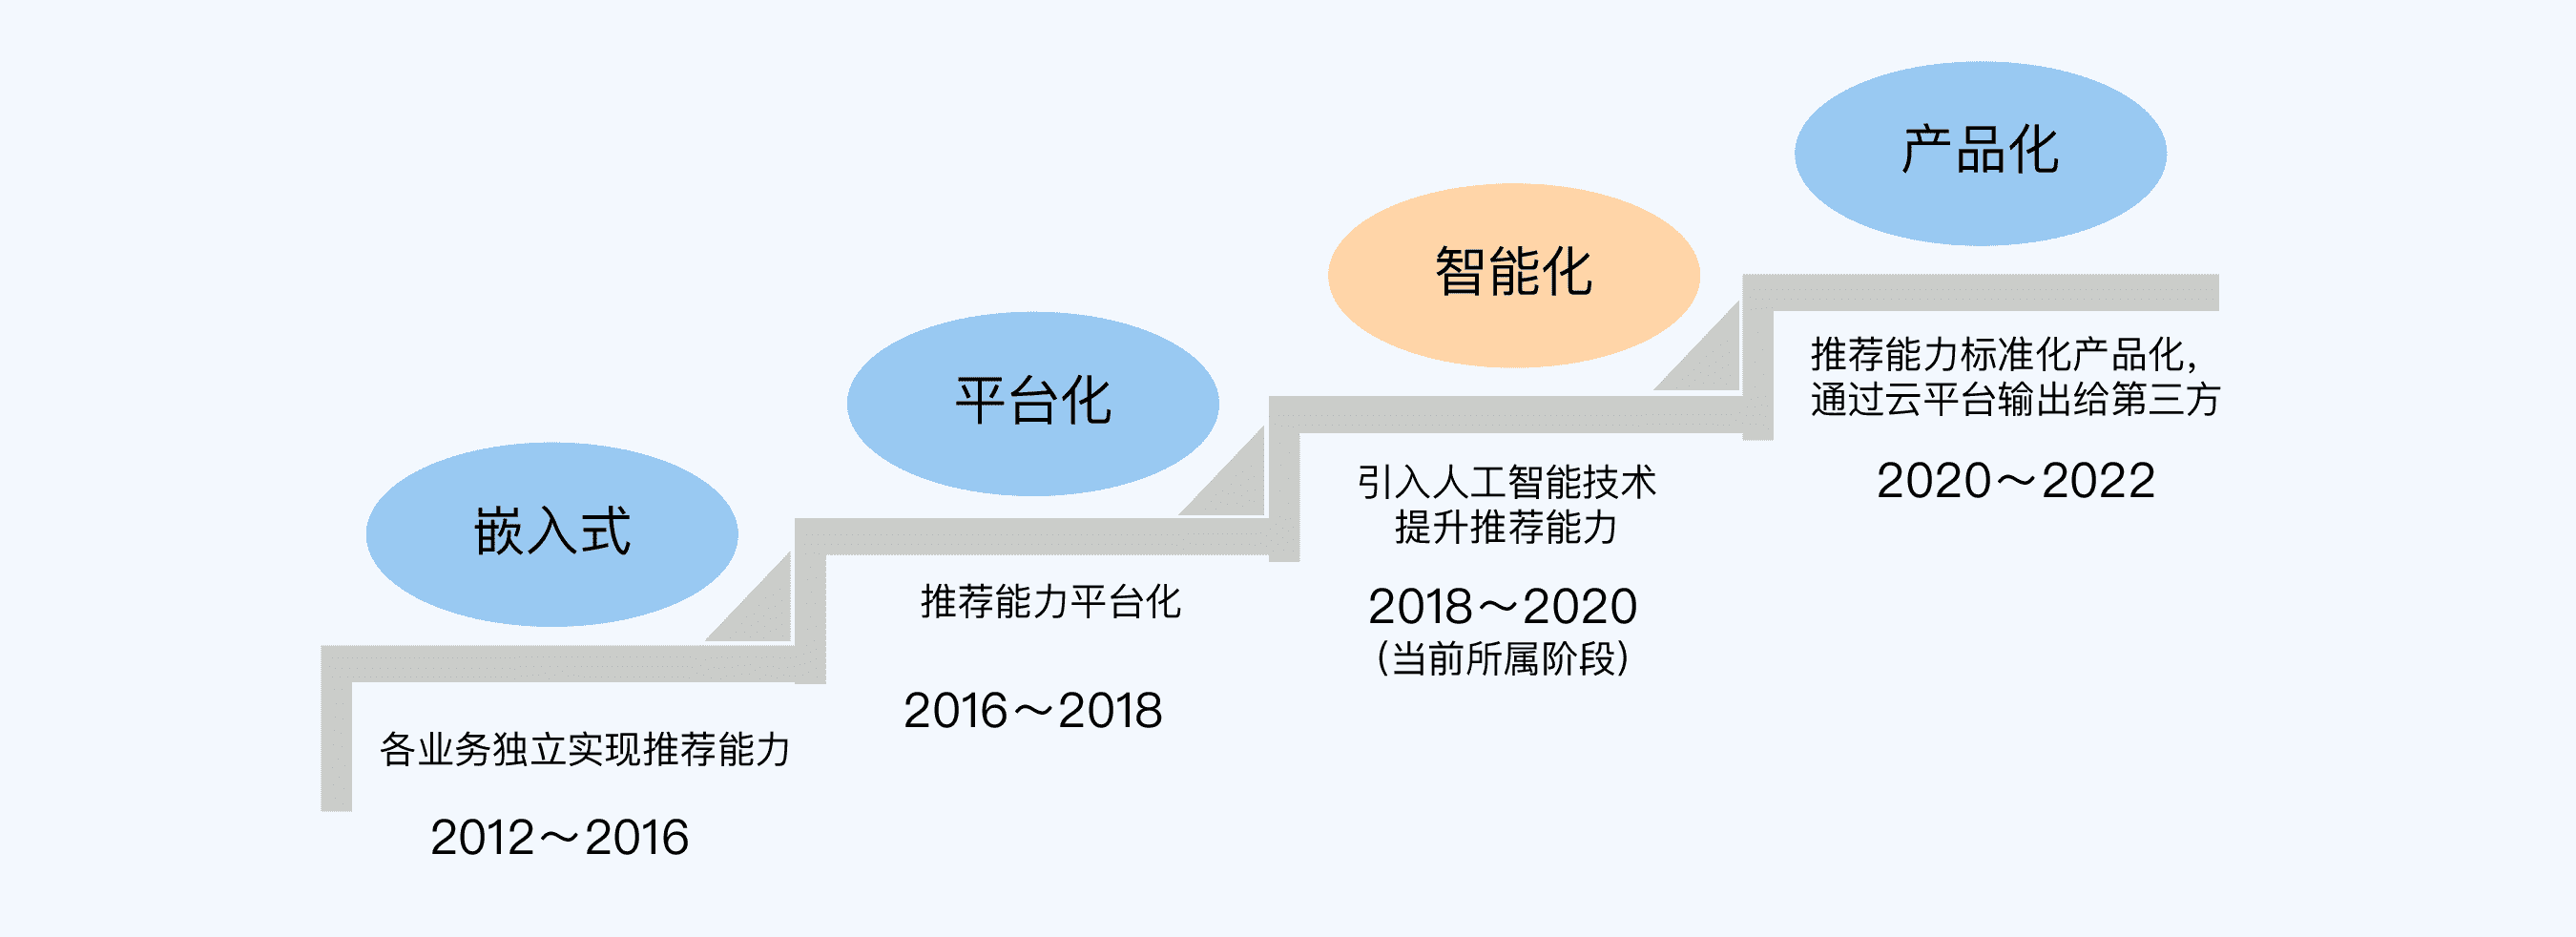 嵌入式
各业务独立实现推荐能力
2012～2016
平台化
推荐能力平台化
2016～2018
智能化
引入人工智能技术
提升推荐能力
2018～2020
（当前所属阶段）
产品化
推荐能力标准化产品化，
通过云平台输出给第三方
2020～2022